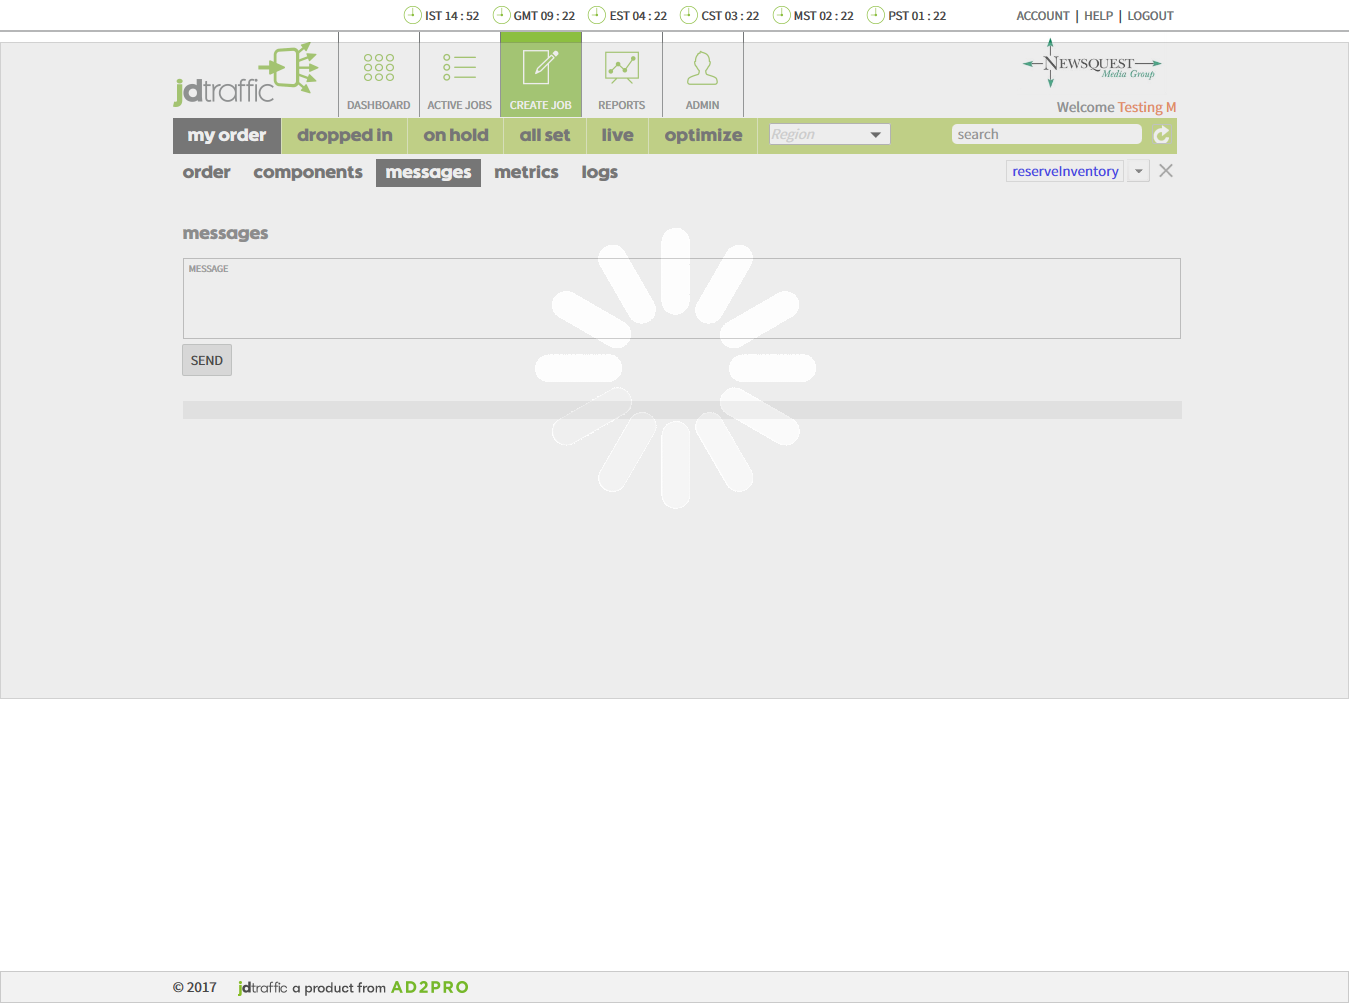 IST 14 : 52 GMT 09 : 22 EST 04 : 22 CST 03 : 22 MST 02 : 22 PST 01 : 22 ACCOUNT | HELP | LOGOUT
jdtraffic
DASHBOARD ACTIVE JOBS CREATE JOB REPORTS ADMIN
NEWSQUEST
Media Group
Welcome Testing M
my order dropped in on hold all set live optimize Region search
order components messages metrics logs reserveInventory
messages
MESSAGE
SEND
© 2017 jdtraffic a product from AD2PRO